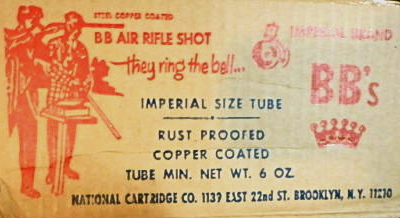 STEEL COPPER COATED
BB AIR RIFLE SHOT
they ring the bell...
IMPERIAL BRAND
BB's
IMPERIAL SIZE TUBE
RUST PROOFED
COPPER COATED
TUBE MIN. NET WT. 6 OZ.
NATIONAL CARTRIDGE CO. 1139 EAST 22nd ST. BROOKLYN, N.Y. 11210